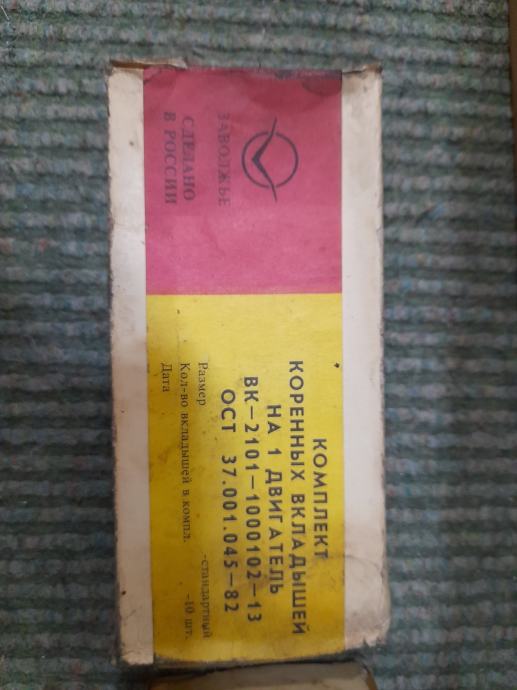 ЗАВОЛЖЬЕ
СДЕЛАНО
В РОССИИ
КОМПЛЕКТ
КОРЕННЫХ ВКЛАДЫШЕЙ
НА 1 ДВИГАТЕЛЬ
ВК—2101—1000102—13
ОСТ 37.001.045—82
Размер -стандартный
Кол-во вкладышей в компл. -10 шт.
Дата